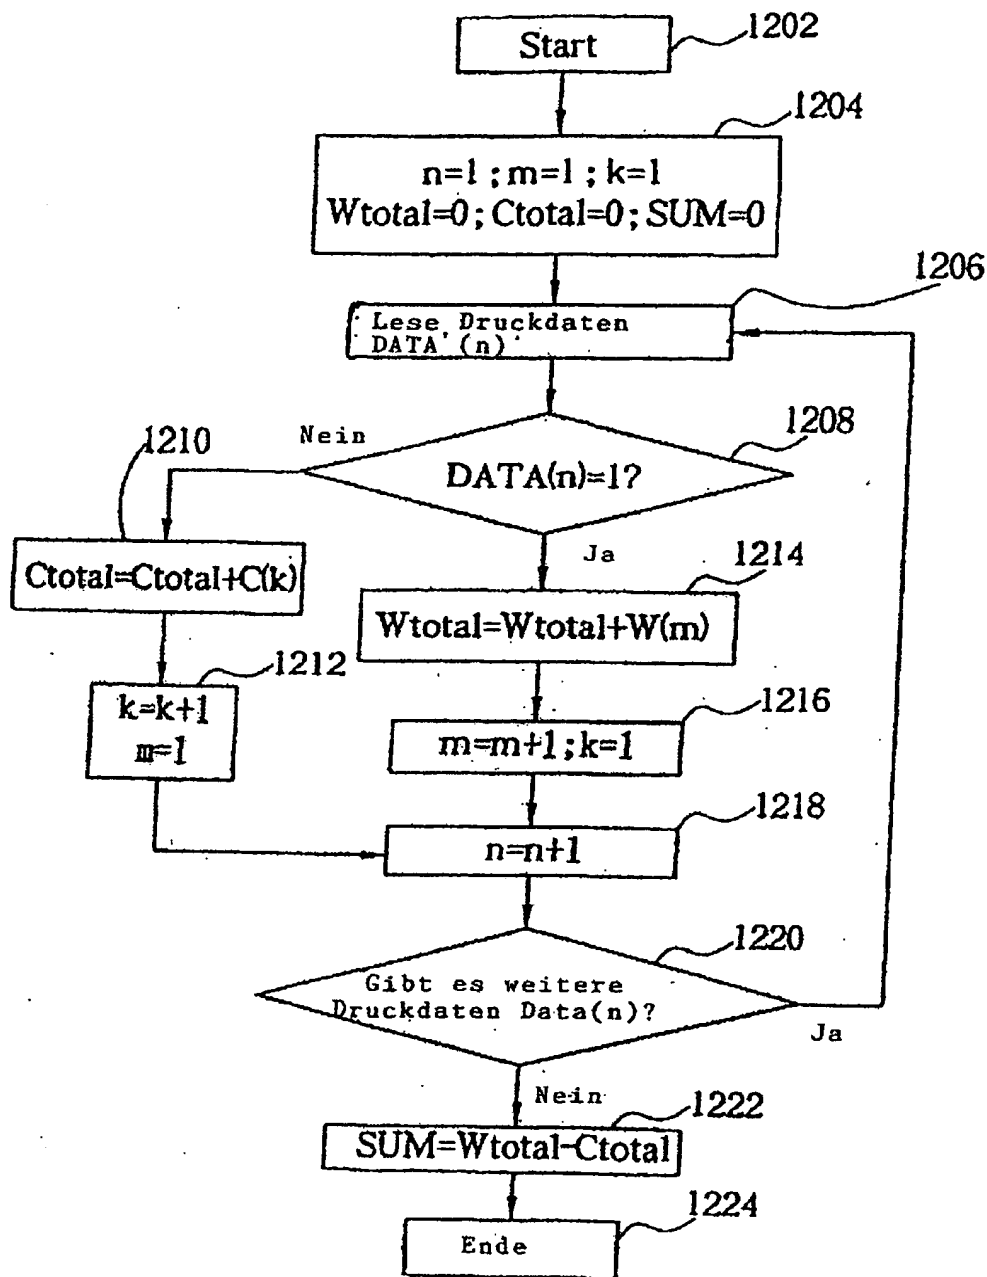 Start
1202
1204
n=1 ; m=1 ; k=1
Wtotal=0; Ctotal=0; SUM=0
1206
Lese Druckdaten
DATA (n)
1208
DATA(n)=1?
Nein
1210
Ctotal=Ctotal+C(k)
1212
k=k+1
m=1
Ja
1214
Wtotal=Wtotal+W(m)
1216
m=m+1;k=1
1218
n=n+1
1220
Gibt es weitere
Druckdaten Data(n)?
Ja
Nein
1222
SUM=Wtotal-Ctotal
1224
Ende